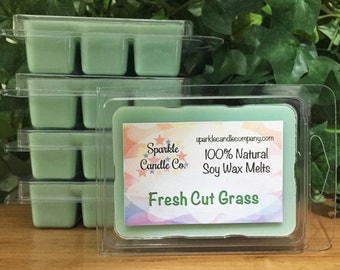 sparklecandlecompany.com
Sparkle
Candle Co.
100% Natural
Soy Wax Melts
Fresh Cut Grass